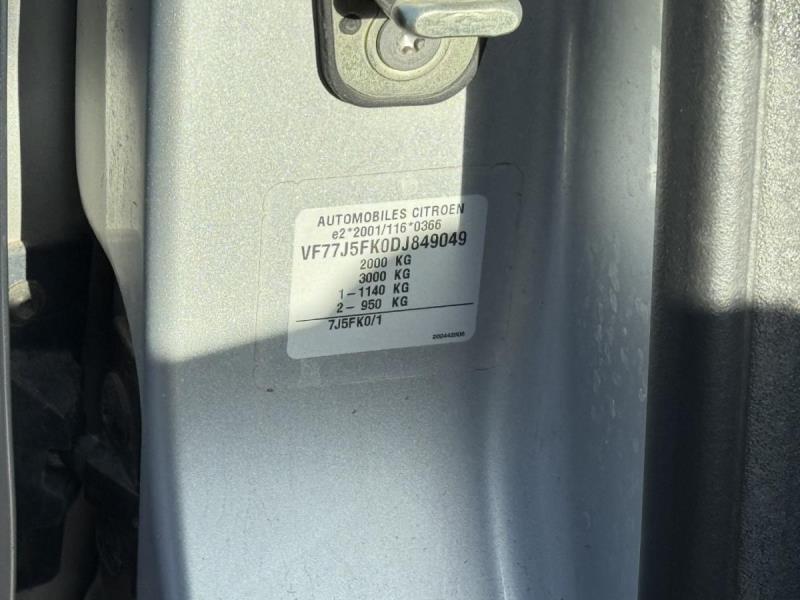 AUTOMOBILES CITROEN
e2*2001/116*0366
VF77J5FK0DJ849049
2000 KG
3000 KG
1- 1140 KG
2- 950 KG
7J5FK0/1